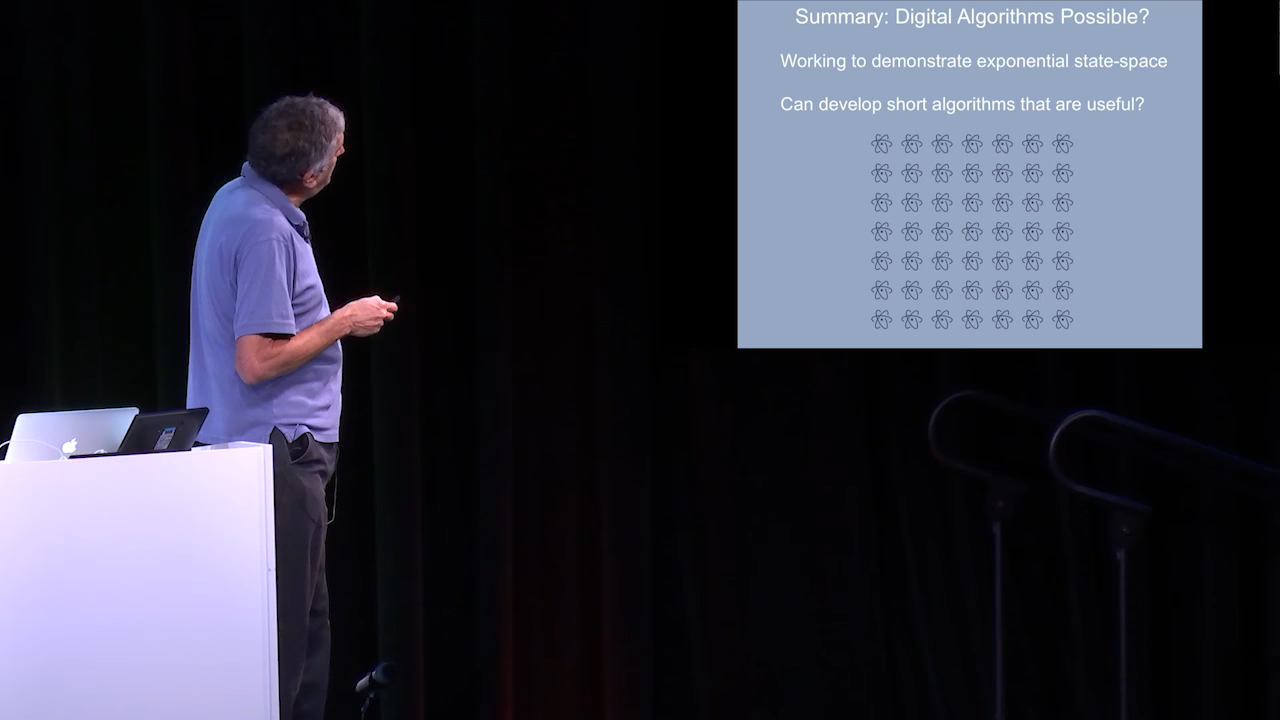 Summary: Digital Algorithms Possible?
Working to demonstrate exponential state-space
Can develop short algorithms that are useful?